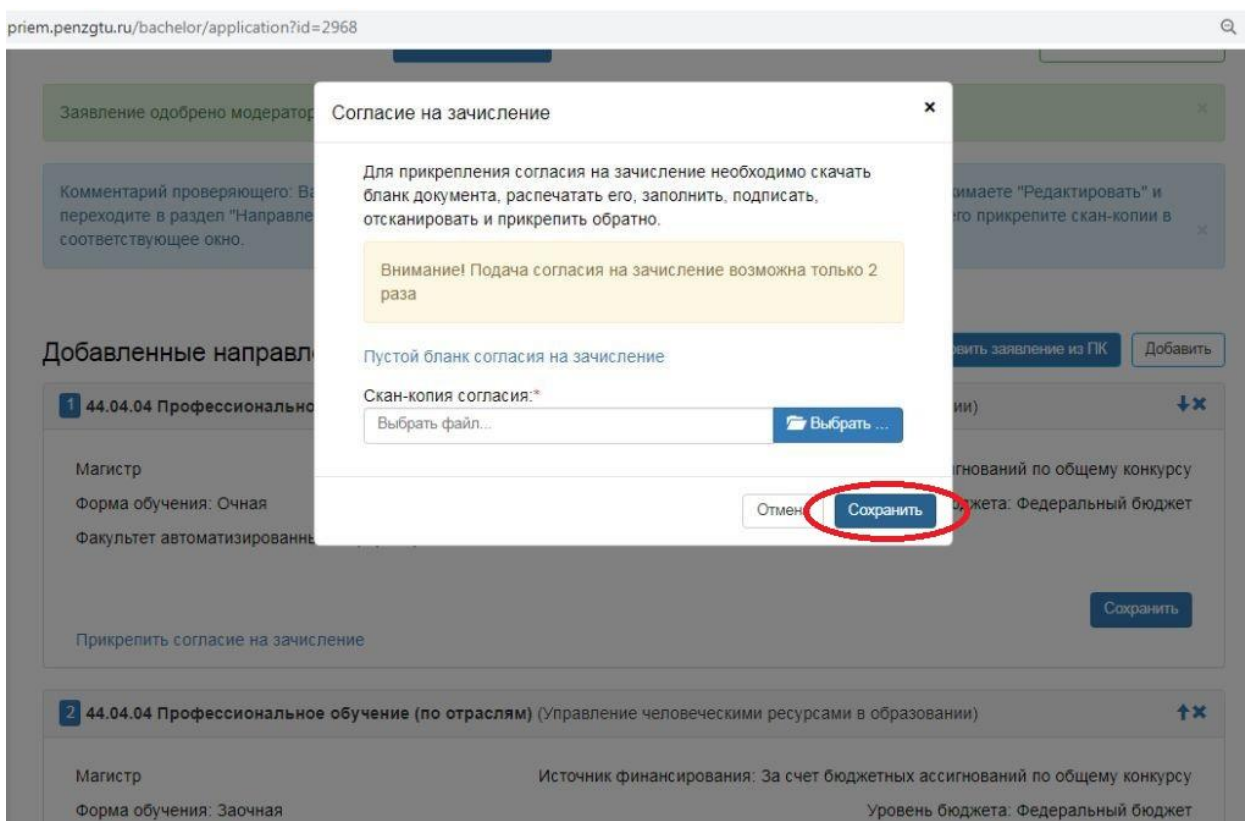 priem.penzgtu.ru/bachelor/application?id=2968
Заявление одобрено модератор
Согласие на зачисление
Для прикрепления согласия на зачисление необходимо скачать
бланк документа, распечатать его, заполнить, подписать,
отсканировать и прикрепить обратно.
Комментарий проверяющего: Ва
имаете "Редактировать" и
переходите в раздел "Направле
его прикрепите скан-копии в
соответствующее окно.
Внимание! Подача согласия на зачисление возможна только 2
раза
Пустой бланк согласия на зачисление
Добавленные направл
вить заявление из ПК
Добавить
Скан-копия согласия:*
Выбрать файл...
Выбрать ...
1 44.04.04 Профессионально
ии)
Магистр
гнований по общему конкурсу
Форма обучения: Очная
джета: Федеральный бюджет
Отмен
Сохранить
Факультет автоматизированны
Сохранить
Прикрепить согласие на зачисление
2 44.04.04 Профессиональное обучение (по отраслям) (Управление человеческими ресурсами в образовании)
Магистр
Источник финансирования: За счет бюджетных ассигнований по общему конкурсу
Форма обучения: Заочная
Уровень бюджета: Федеральный бюджет